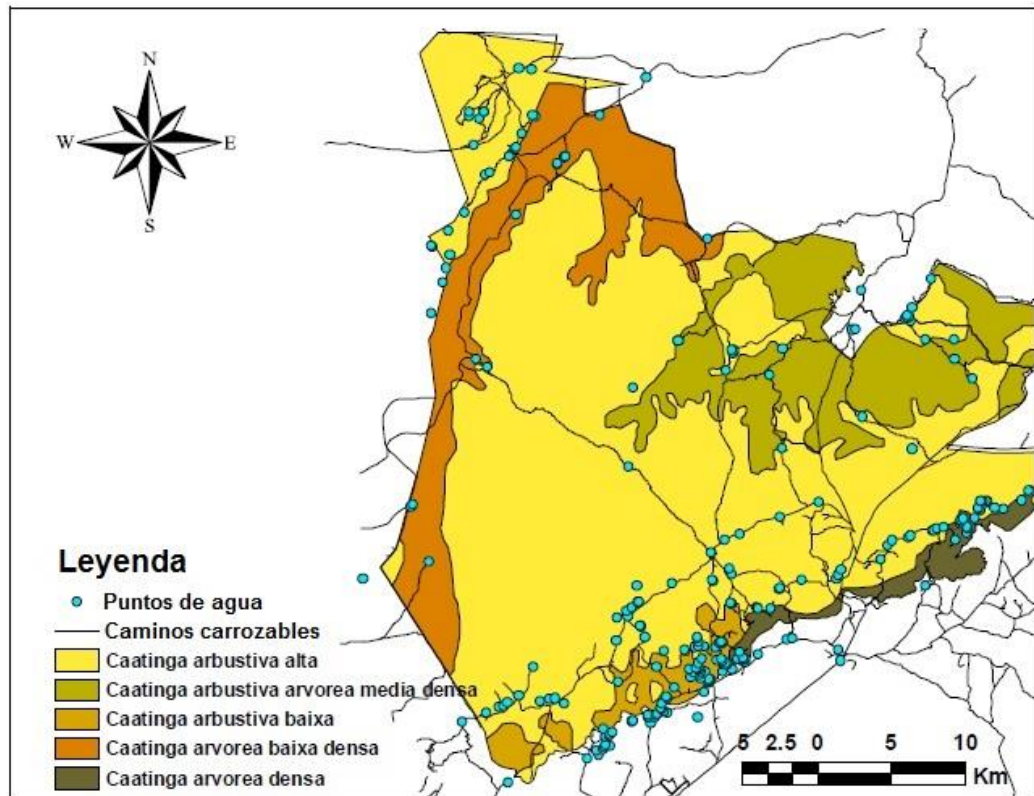 N
W E
S
Leyenda
Puntos de agua
Caminos carrozables
Caatinga arbustiva alta
Caatinga arbustiva arvorea media densa
Caatinga arbustiva baixa
Caatinga arvorea baixa densa
Caatinga arvorea densa
5 2.5 0 5 10
Km